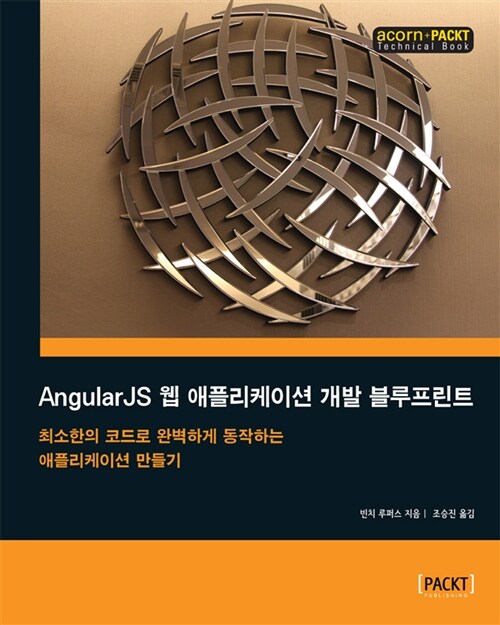 acorn+PACKT
Technical Book
AngularJS 웹 애플리케이션 개발 블루프린트
최소한의 코드로 완벽하게 동작하는
애플리케이션 만들기
빈치 루퍼스 지음 | 조승진 옮김
[PACKT]
PUBLISHING